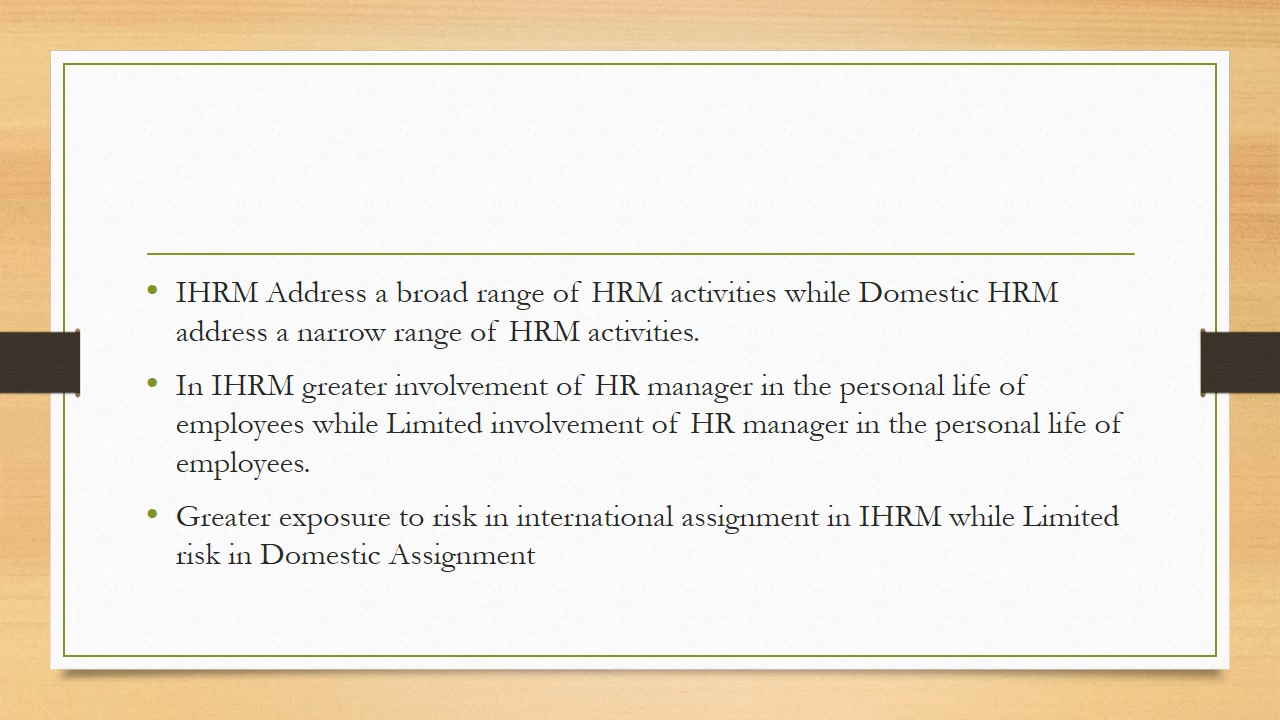 • IHRM Address a broad range of HRM activities while Domestic HRM
address a narrow range of HRM activities.
• In IHRM greater involvement of HR manager in the personal life of
employees while Limited involvement of HR manager in the personal life of
employees.
• Greater exposure to risk in international assignment in IHRM while Limited
risk in Domestic Assignment